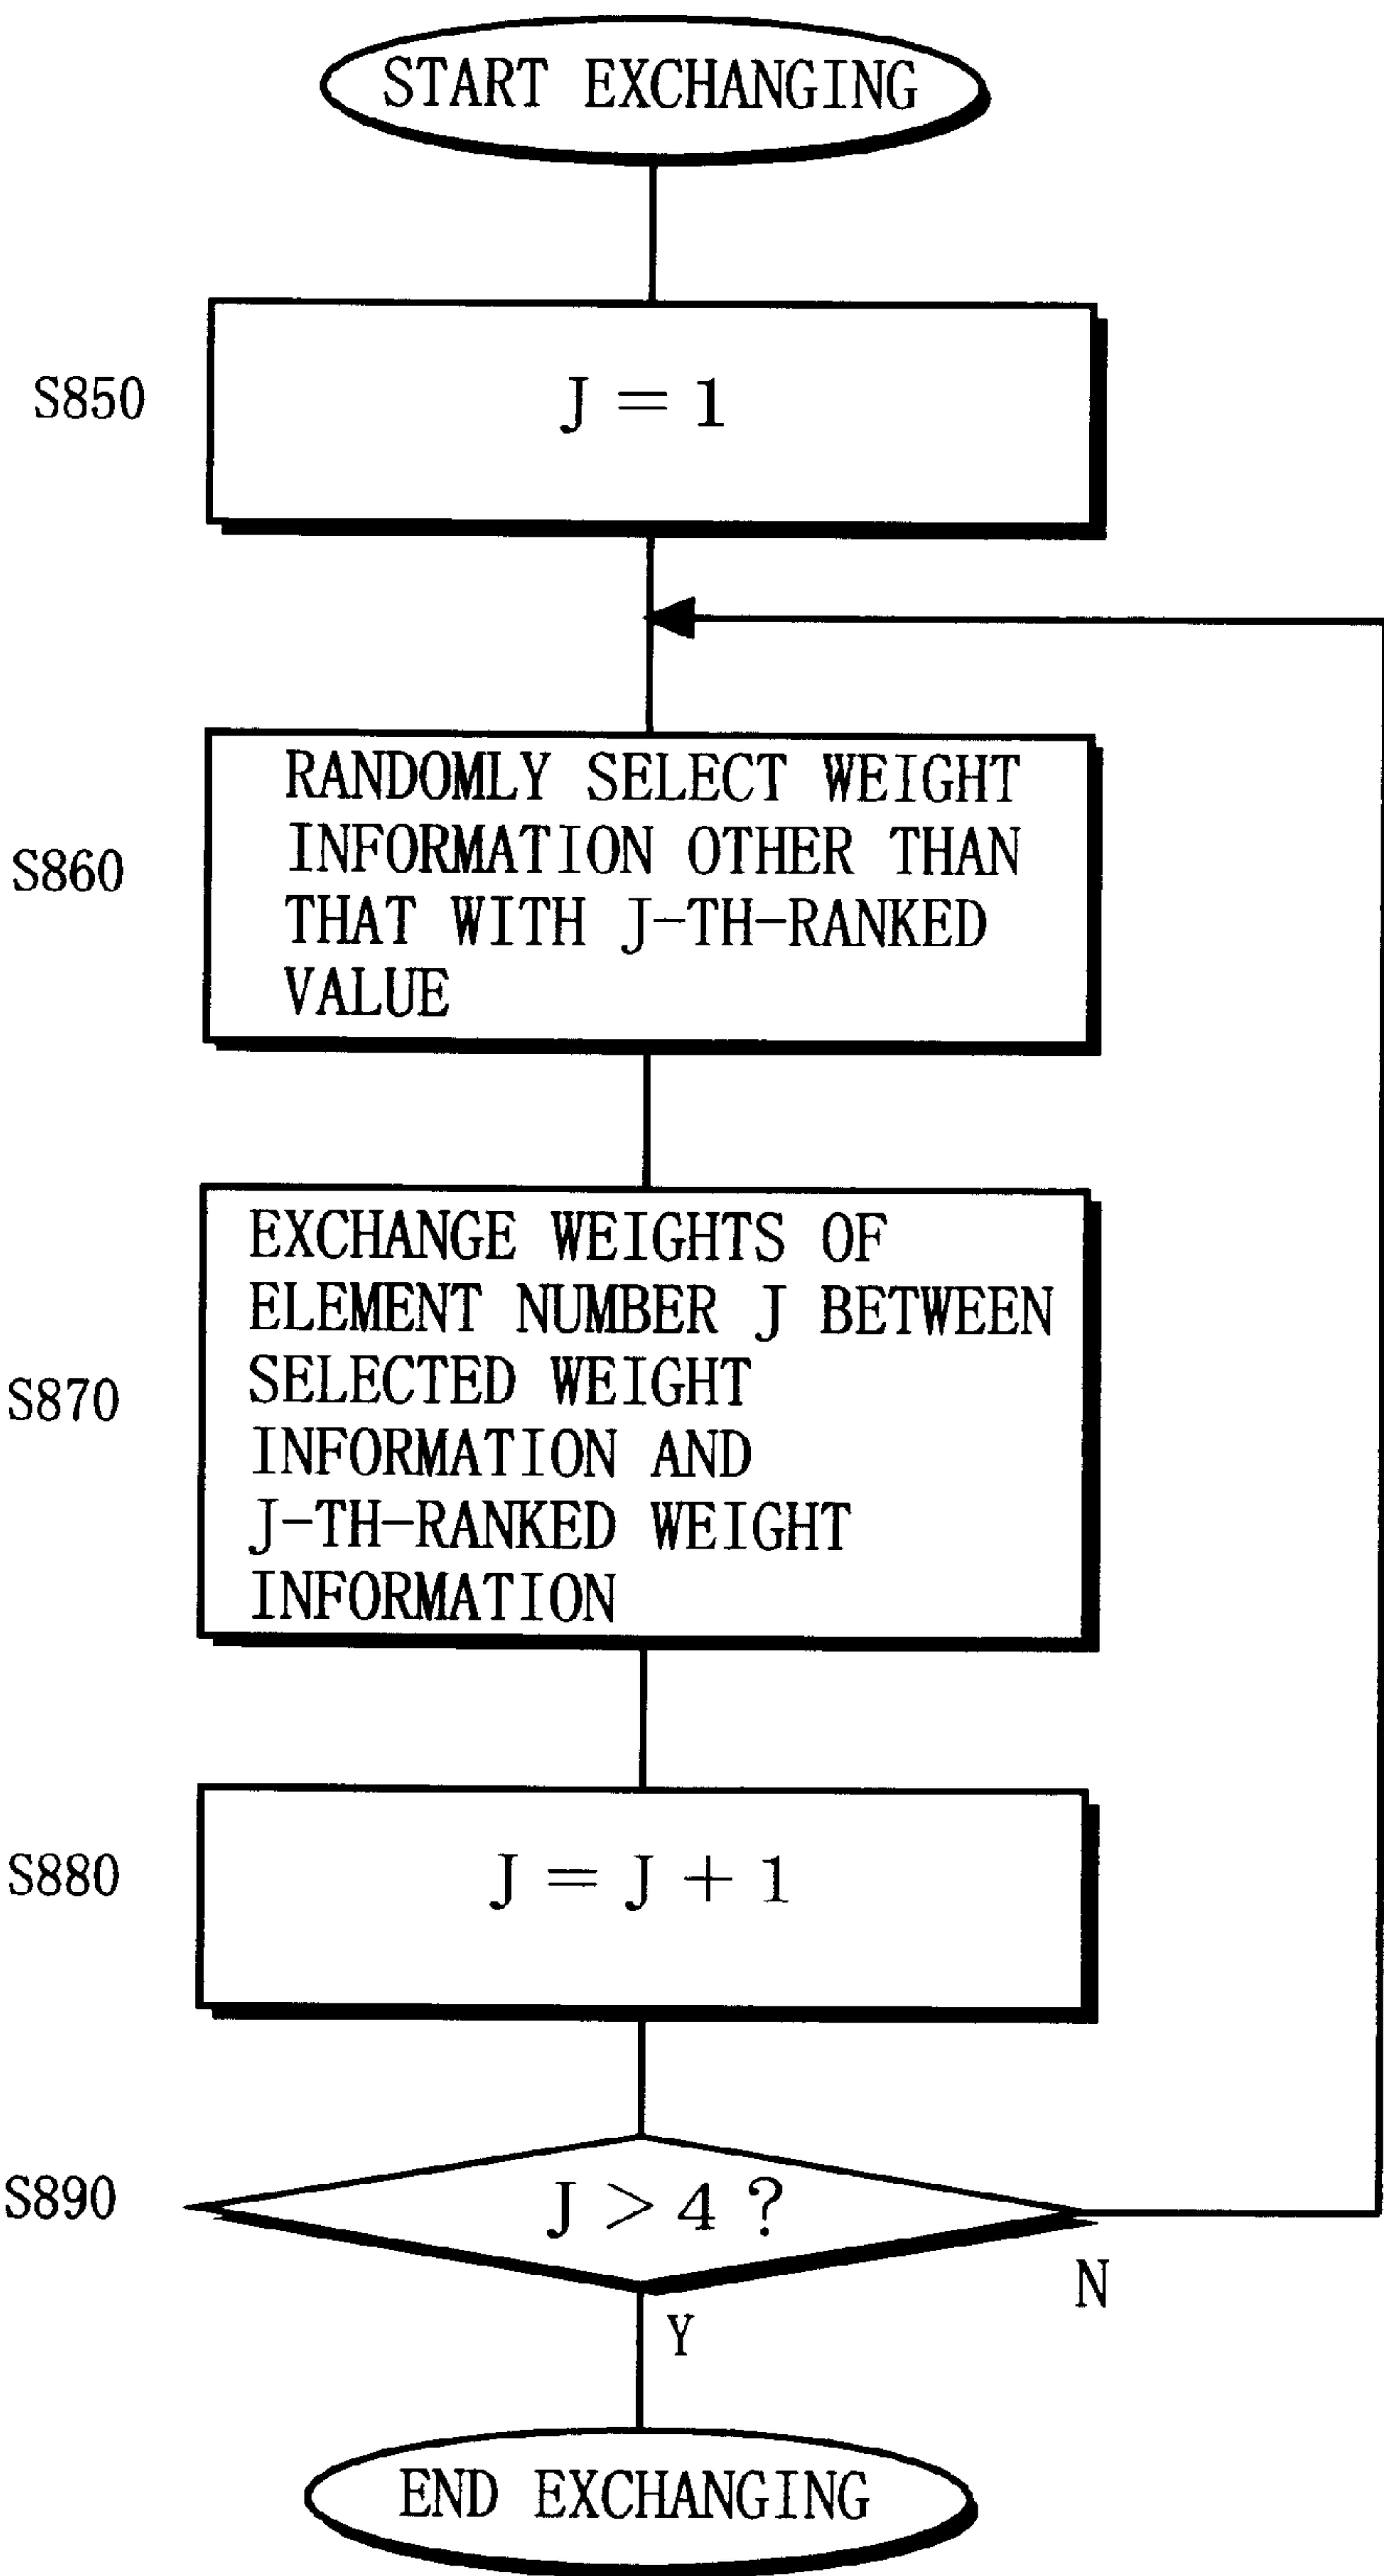 START EXCHANGING
S850
J = 1
S860
RANDOMLY SELECT WEIGHT
INFORMATION OTHER THAN
THAT WITH J-TH-RANKED
VALUE
S870
EXCHANGE WEIGHTS OF
ELEMENT NUMBER J BETWEEN
SELECTED WEIGHT
INFORMATION AND
J-TH-RANKED WEIGHT
INFORMATION
S880
J = J + 1
S890
J > 4 ?
N
Y
END EXCHANGING